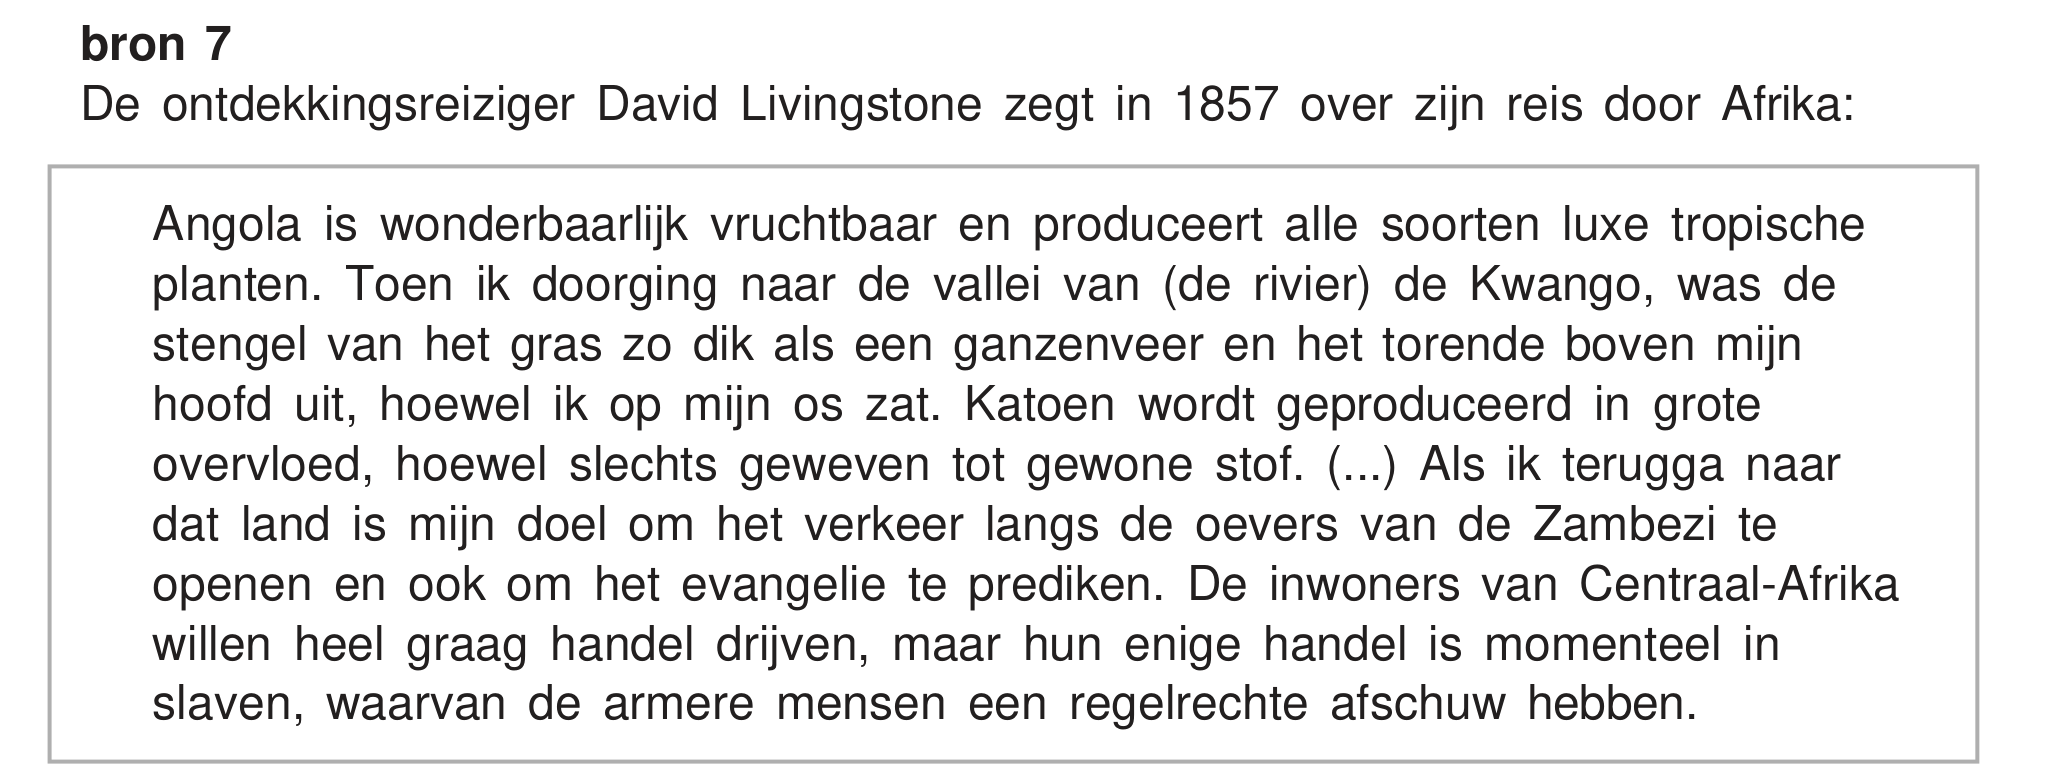 bron 7
De ontdekkingsreiziger David Livingstone zegt in 1857 over zijn reis door Afrika:
Angola is wonderbaarlijk vruchtbaar en produceert alle soorten luxe tropische
planten. Toen ik doorging naar de vallei van (de rivier) de Kwango, was de
stengel van het gras zo dik als een ganzenveer en het torende boven mijn
hoofd uit, hoewel ik op mijn os zat. Katoen wordt geproduceerd in grote
overvloed, hoewel slechts geweven tot gewone stof. (...) Als ik terugga naar
dat land is mijn doel om het verkeer langs de oevers van de Zambezi te
openen en ook om het evangelie te prediken. De inwoners van Centraal-Afrika
willen heel graag handel drijven, maar hun enige handel is momenteel in
slaven, waarvan de armere mensen een regelrechte afschuw hebben.